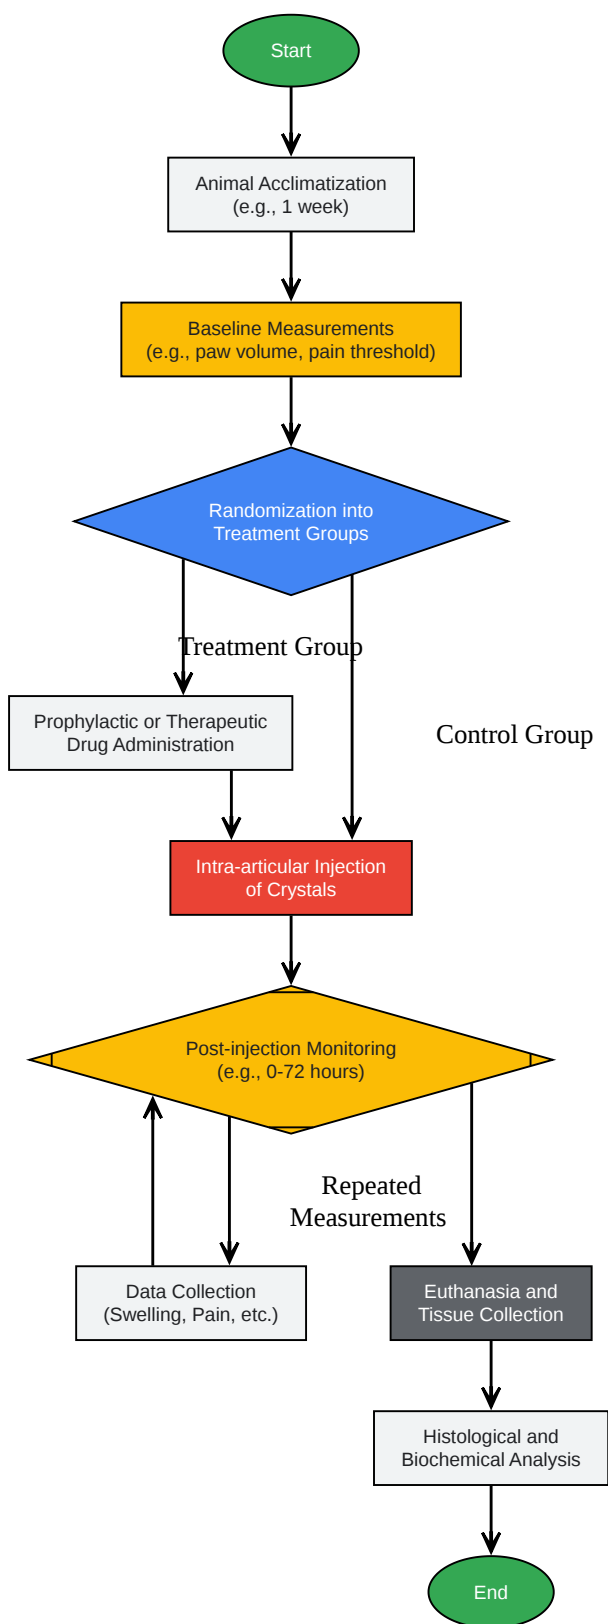 Start
Animal Acclimatization
(e.g., 1 week)
Baseline Measurements
(e.g., paw volume, pain threshold)
Randomization into
Treatment Groups
Treatment Group
Prophylactic or Therapeutic
Drug Administration
Control Group
Intra-articular Injection
of Crystals
Post-injection Monitoring
(e.g., 0-72 hours)
Repeated
Measurements
Data Collection
(Swelling, Pain, etc.)
Euthanasia and
Tissue Collection
Histological and
Biochemical Analysis
End